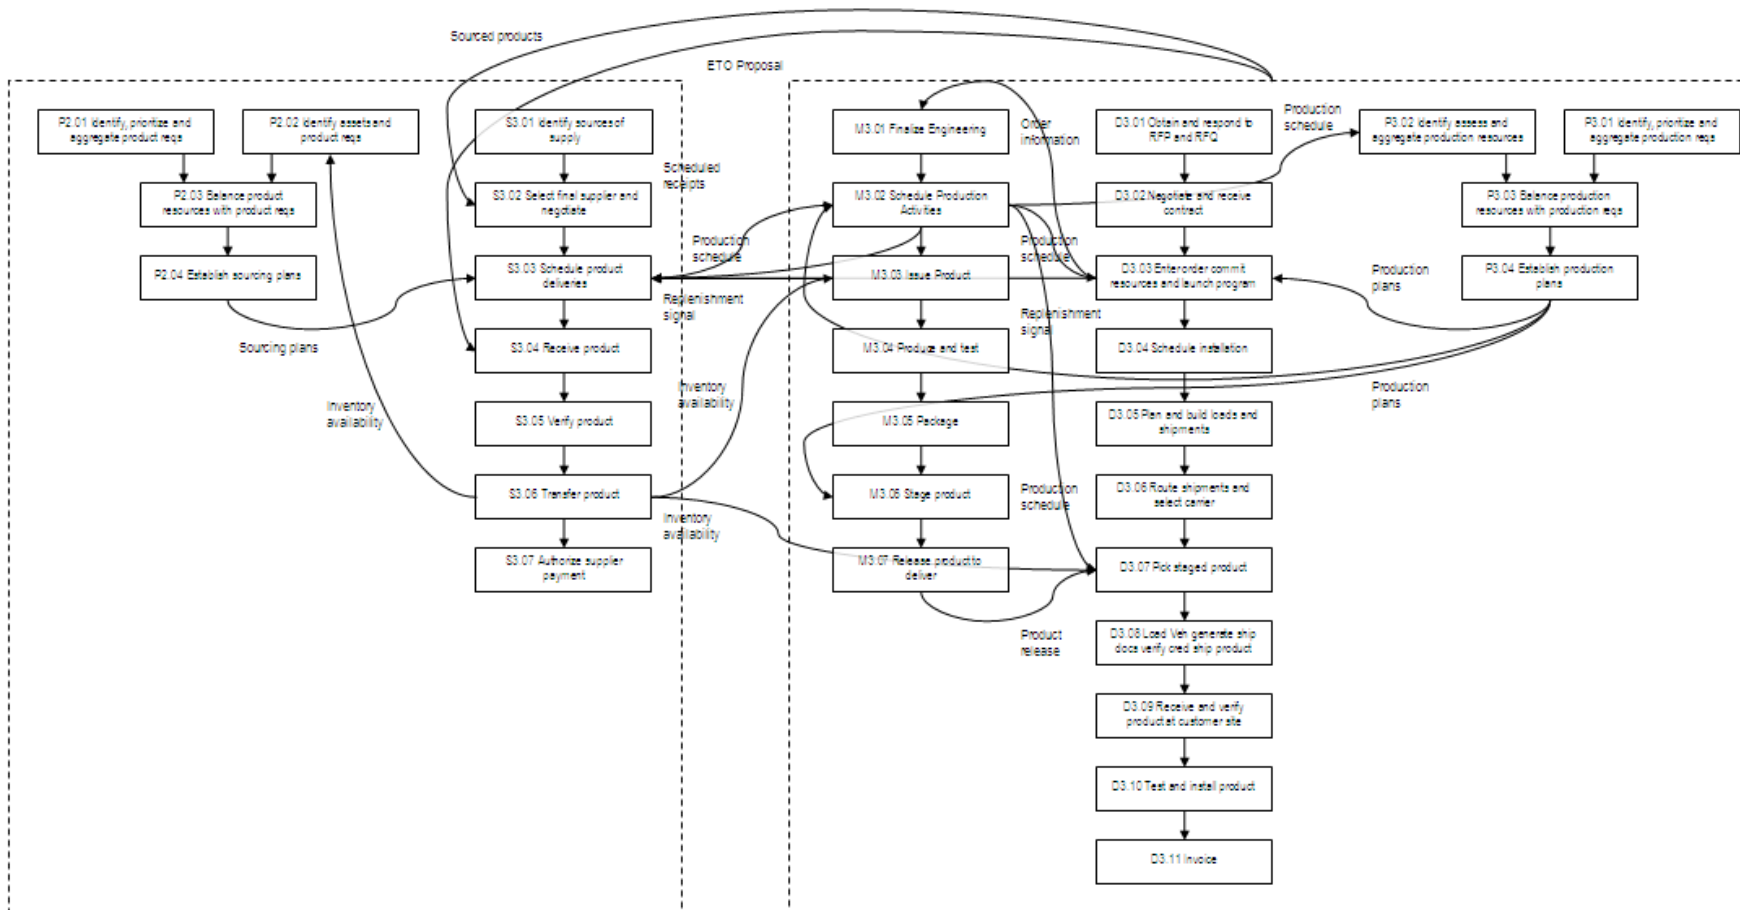 Sourced products
ETO Proposal
P2.01 Identify, prioritize and
aggregate product reqs
P2.02 Identify assets and
product reqs
P2.03 Balance product
resources with product reqs
P2.04 Establish sourcing plans
Sourcing plans
Inventory
availability
S3.01 Identify sources of
supply
S3.02 Select final supplier and
negotiate
S3.03 Schedule product
deliveries
S3.04 Receive product
S3.05 Verify product
S3.06 Transfer product
S3.07 Authorize supplier
payment
Scheduled
receipts
Production
schedule
Replenishment
signal
Inventory
availability
Inventory
availability
M3.01 Finalize Engineering
M3.02 Schedule Production
Activities
M3.03 Issue Product
M3.04 Produce and test
M3.05 Package
M3.06 Stage product
M3.07 Release product to
deliver
Order
information
Production
schedule
Replenishment
signal
Production
schedule
Product
release
D3.01 Obtain and respond to
RFP and RFQ
D3.02 Negotiate and receive
contract
D3.03 Enter order commit
resources and launch program
D3.04 Schedule installation
D3.05 Plan and build loads and
shipments
D3.06 Route shipments and
select carrier
D3.07 Pick staged product
D3.08 Load Veh generate ship
docs verify cred ship product
D3.09 Receive and verify
product at customer site
D3.10 Test and install product
D3.11 Invoice
Production
schedule
P3.02 Identify assess and
aggregate production resources
P3.01 Identify, prioritize and
aggregate production reqs
P3.03 Balance production
resources with production reqs
P3.04 Establish production
plans
Production
plans
Production
plans